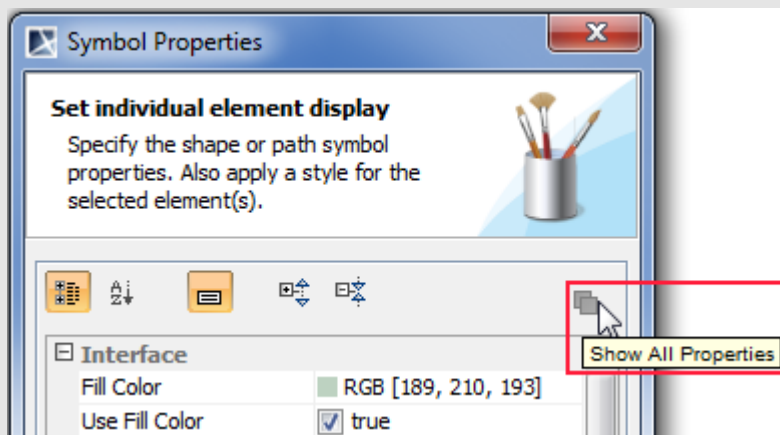 Symbol Properties
Set individual element display
Specify the shape or path symbol
properties. Also apply a style for the
selected element(s).
A
Z
Show All Properties
Interface
Fill Color RGB [189, 210, 193]
Use Fill Color true